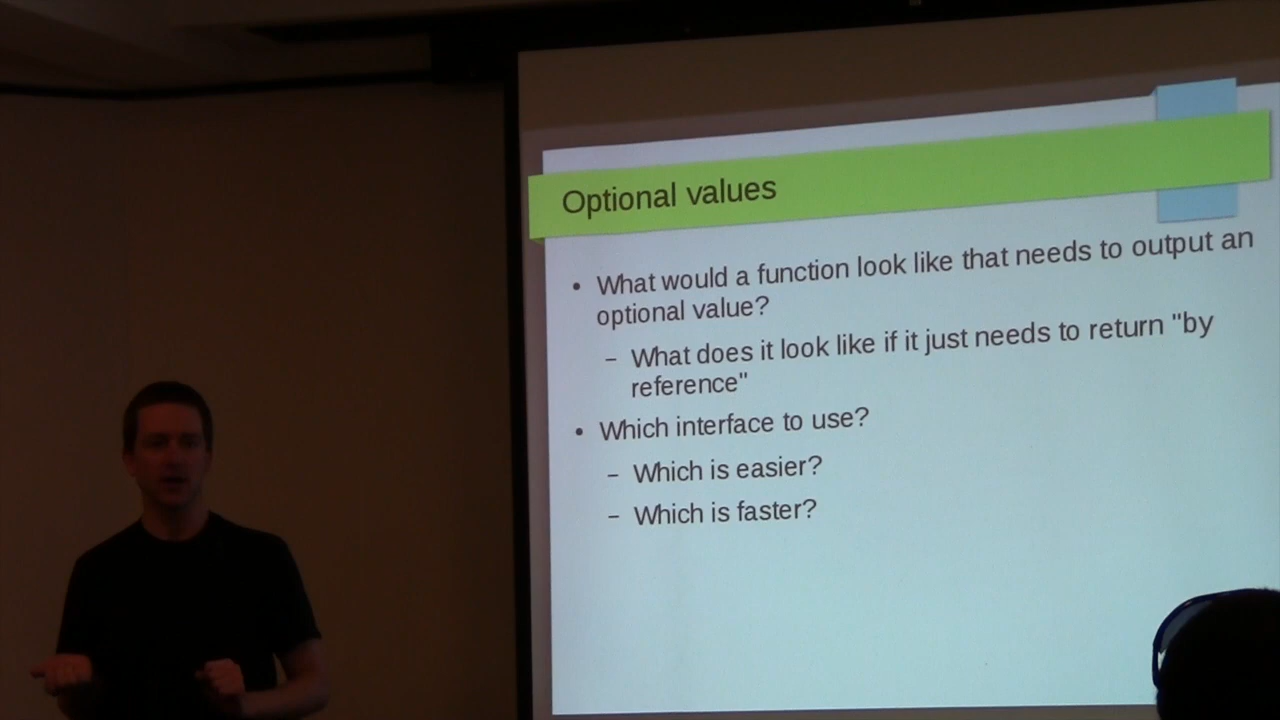 Optional values
• What would a function look like that needs to output an
optional value?
– What does it look like if it just needs to return "by
reference"
• Which interface to use?
– Which is easier?
– Which is faster?